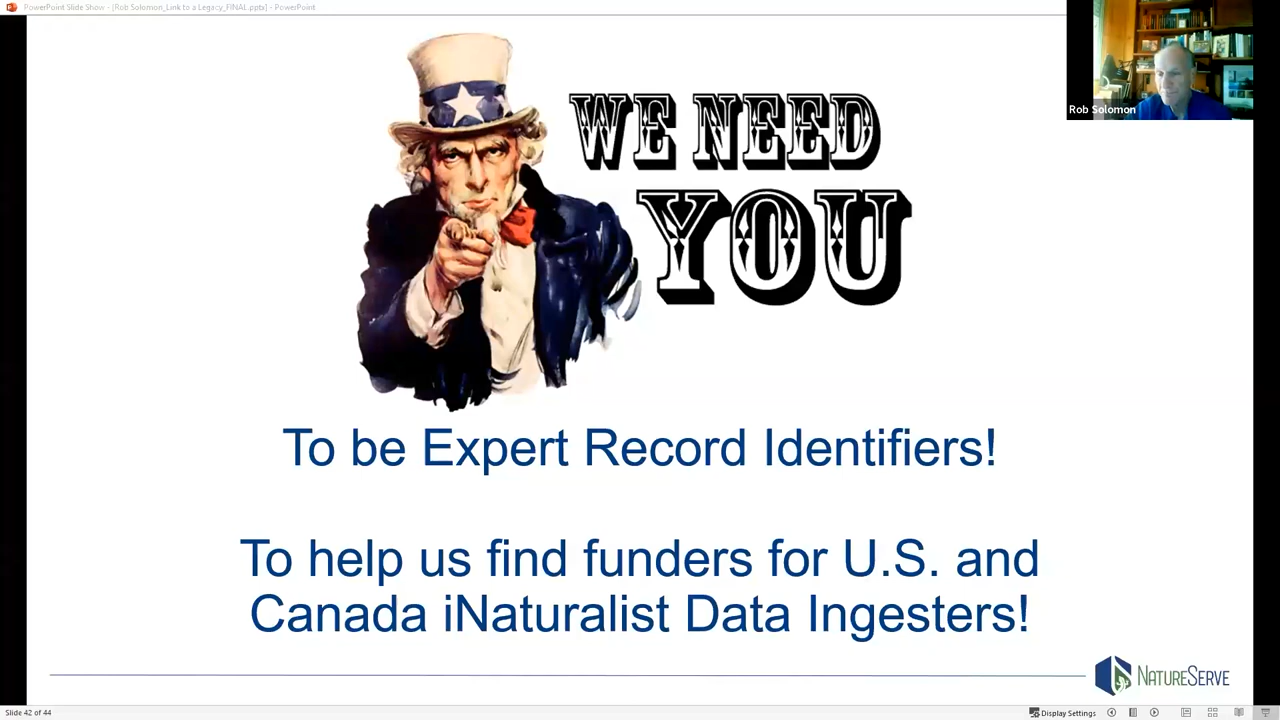 PowerPoint Slide Show - [Rob Solomon_Link to a Legacy_FINAL.pptx] - PowerPoint
Rob Solomon
WE NEED
YOU
To be Expert Record Identifiers!
To help us find funders for U.S. and
Canada iNaturalist Data Ingesters!
NATURESERVE
Slide 42 of 44
Display Settings